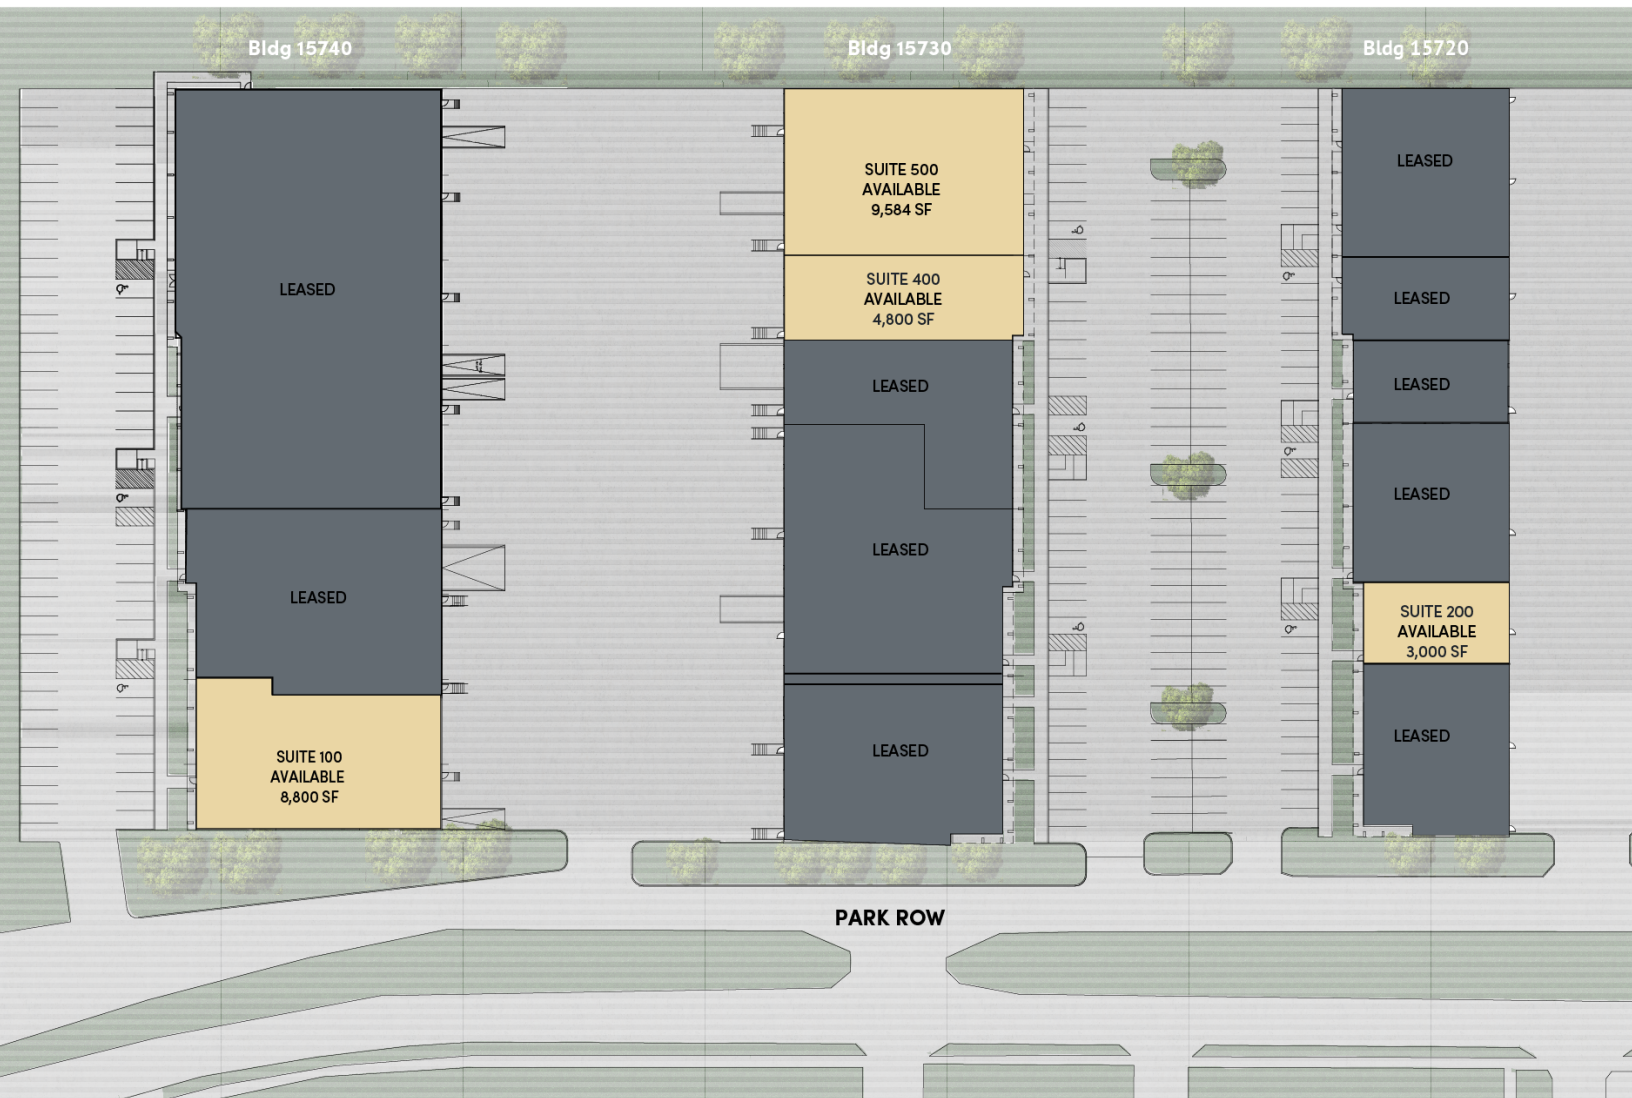 Bldg 15740
Bldg 15730
Bldg 15720
LEASED
LEASED
SUITE 100
AVAILABLE
8,800 SF
SUITE 500
AVAILABLE
9,584 SF
SUITE 400
AVAILABLE
4,800 SF
LEASED
LEASED
LEASED
LEASED
LEASED
LEASED
LEASED
SUITE 200
AVAILABLE
3,000 SF
LEASED
PARK ROW